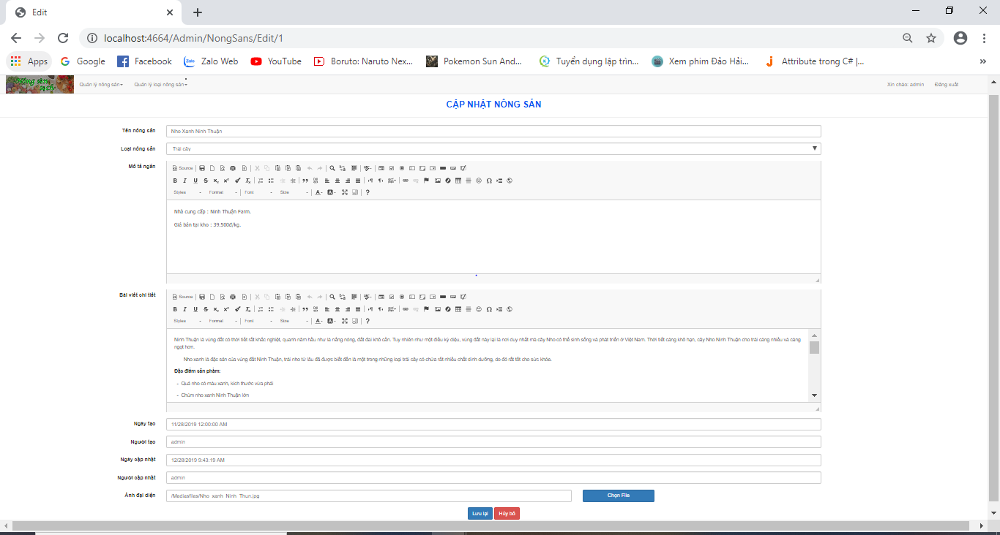 Edit
localhost:4664/Admin/NongSans/Edit/1
Apps Google Facebook Zalo Web YouTube Boruto: Naruto Nex... Pokemon Sun And... Tuyển dụng lập trìn... Xem phim Đảo Hải... Attribute trong C# |...
Quản lý nông sản Quản lý loại nông sản Xin chào: admin Đăng xuất
CẬP NHẬT NÔNG SẢN
Tên nông sản Nho Xanh Ninh Thuận
Loại nông sản Trái cây
Mô tả ngắn Source
Styles Format Font Size
Nhà cung cấp : Ninh Thuận Farm.
Giá bán tại kho : 39.500đ/kg.
Bài viết chi tiết Source
Styles Format Font Size
Ninh Thuận là vùng đất có thời tiết rất khắc nghiệt, quanh năm hầu như là nắng nóng, đất đai khô cằn. Tuy nhiên như một điều kỳ diệu, vùng đất này lại là nơi duy nhất mà cây Nho có thể sinh sống và phát triển ở Việt Nam. Thời tiết càng khô hạn, cây Nho Ninh Thuận cho trái càng nhiều và càng
ngọt hơn.
Nho xanh là đặc sản của vùng đất Ninh Thuận, trái nho từ lâu đã được biết đến là một trong những loại trái cây có chứa rất nhiều chất dinh dưỡng, do đó rất tốt cho sức khỏe.
Đặc điểm sản phẩm:
- Quả nho có màu xanh, kích thước vừa phải
- Chùm nho xanh Ninh Thuận lớn
Ngày tạo 11/28/2019 12:00:00 AM
Người tạo admin
Ngày cập nhật 12/28/2019 9:43:19 AM
Người cập nhật admin
Ảnh đại diện /Mediasfiles/Nho xanh Ninh Thun.jpg Chọn File
Lưu lại Hủy bỏ